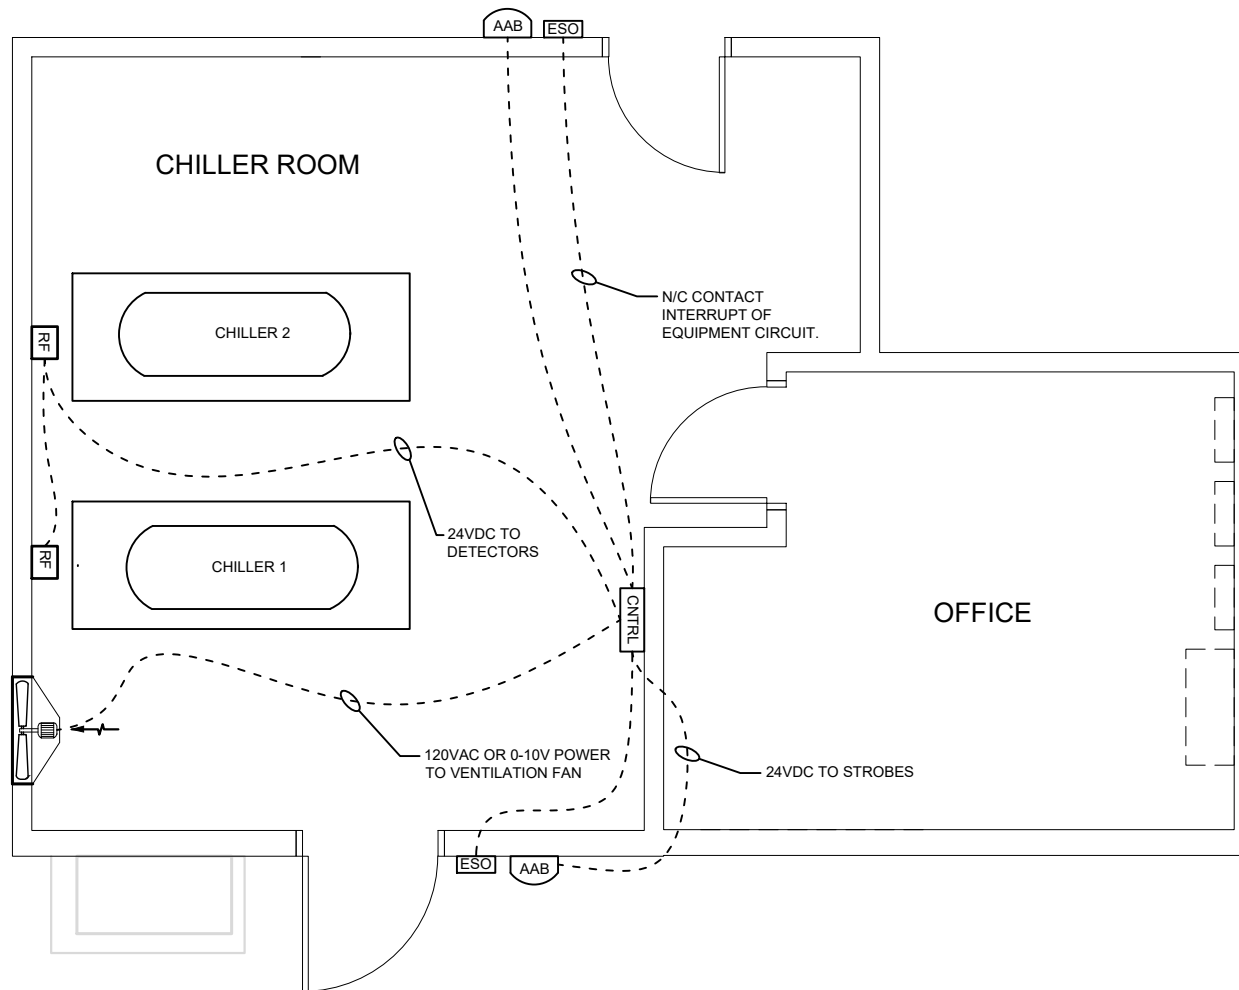 AAB
ESO
CHILLER ROOM
N/C CONTACT
INTERRUPT OF
EQUIPMENT CIRCUIT.
RF
CHILLER 2
24VDC TO
DETECTORS
RF
CHILLER 1
CNTRL
OFFICE
120VAC OR 0-10V POWER
TO VENTILATION FAN
24VDC TO STROBES
ESO
AAB